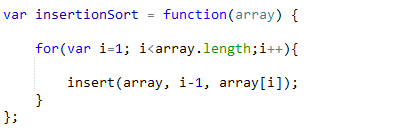 var insertionSort = function(array) {
for(var i=1; i<array.length;i++){
insert(array, i-1, array[i]);
}
};